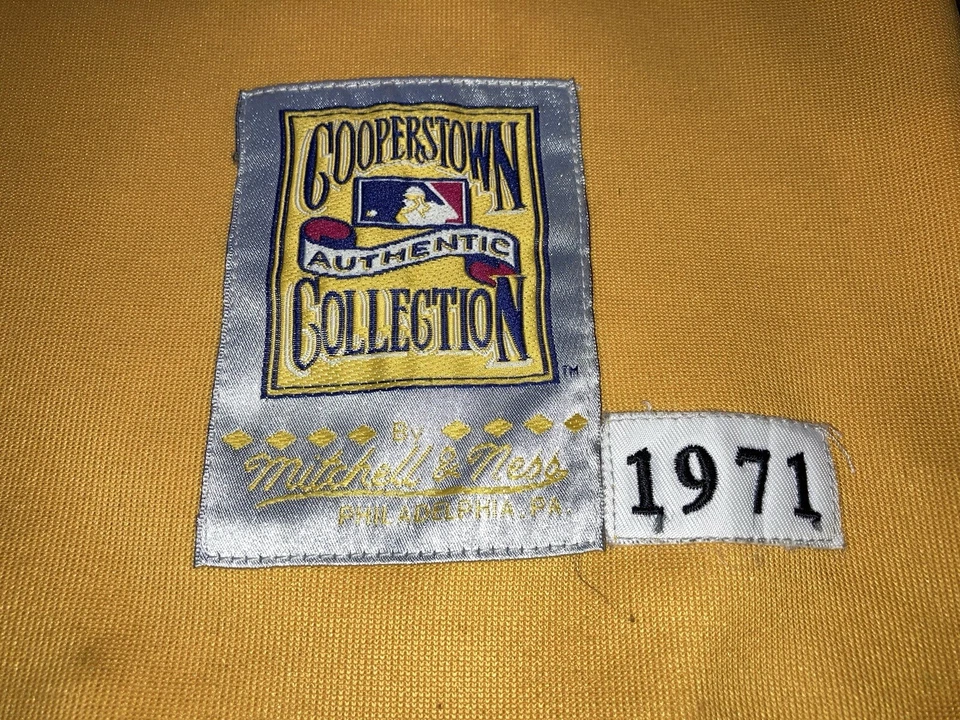 COOPERSTOWN
AUTHENTIC
COLLECTION
TM
By
Mitchell & Ness
PHILADELPHIA, PA.
1971